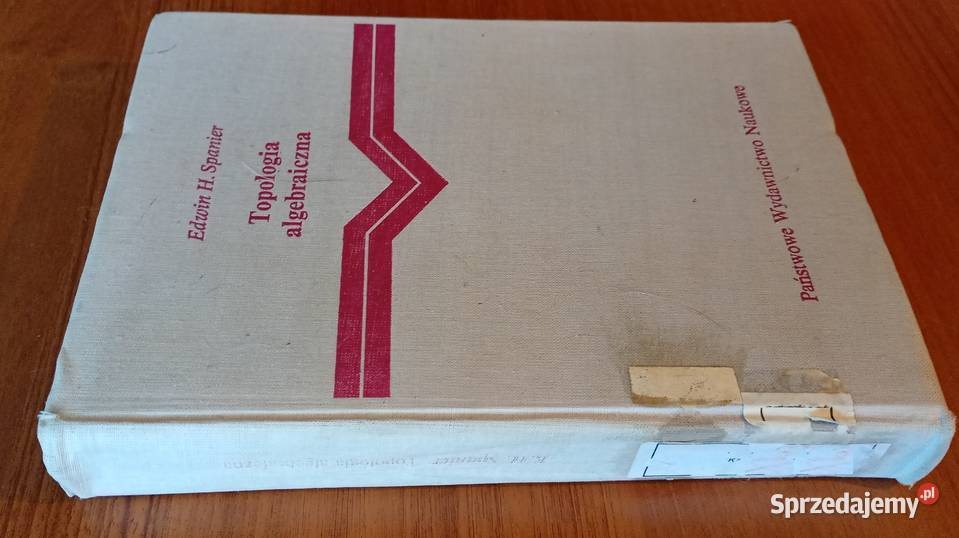 Edwin H. Spanier
Topologia
algebraiczna
Państwowe Wydawnictwo Naukowe
E. H. Spanier Topologia algebraiczna
Sprzedajemy.pl